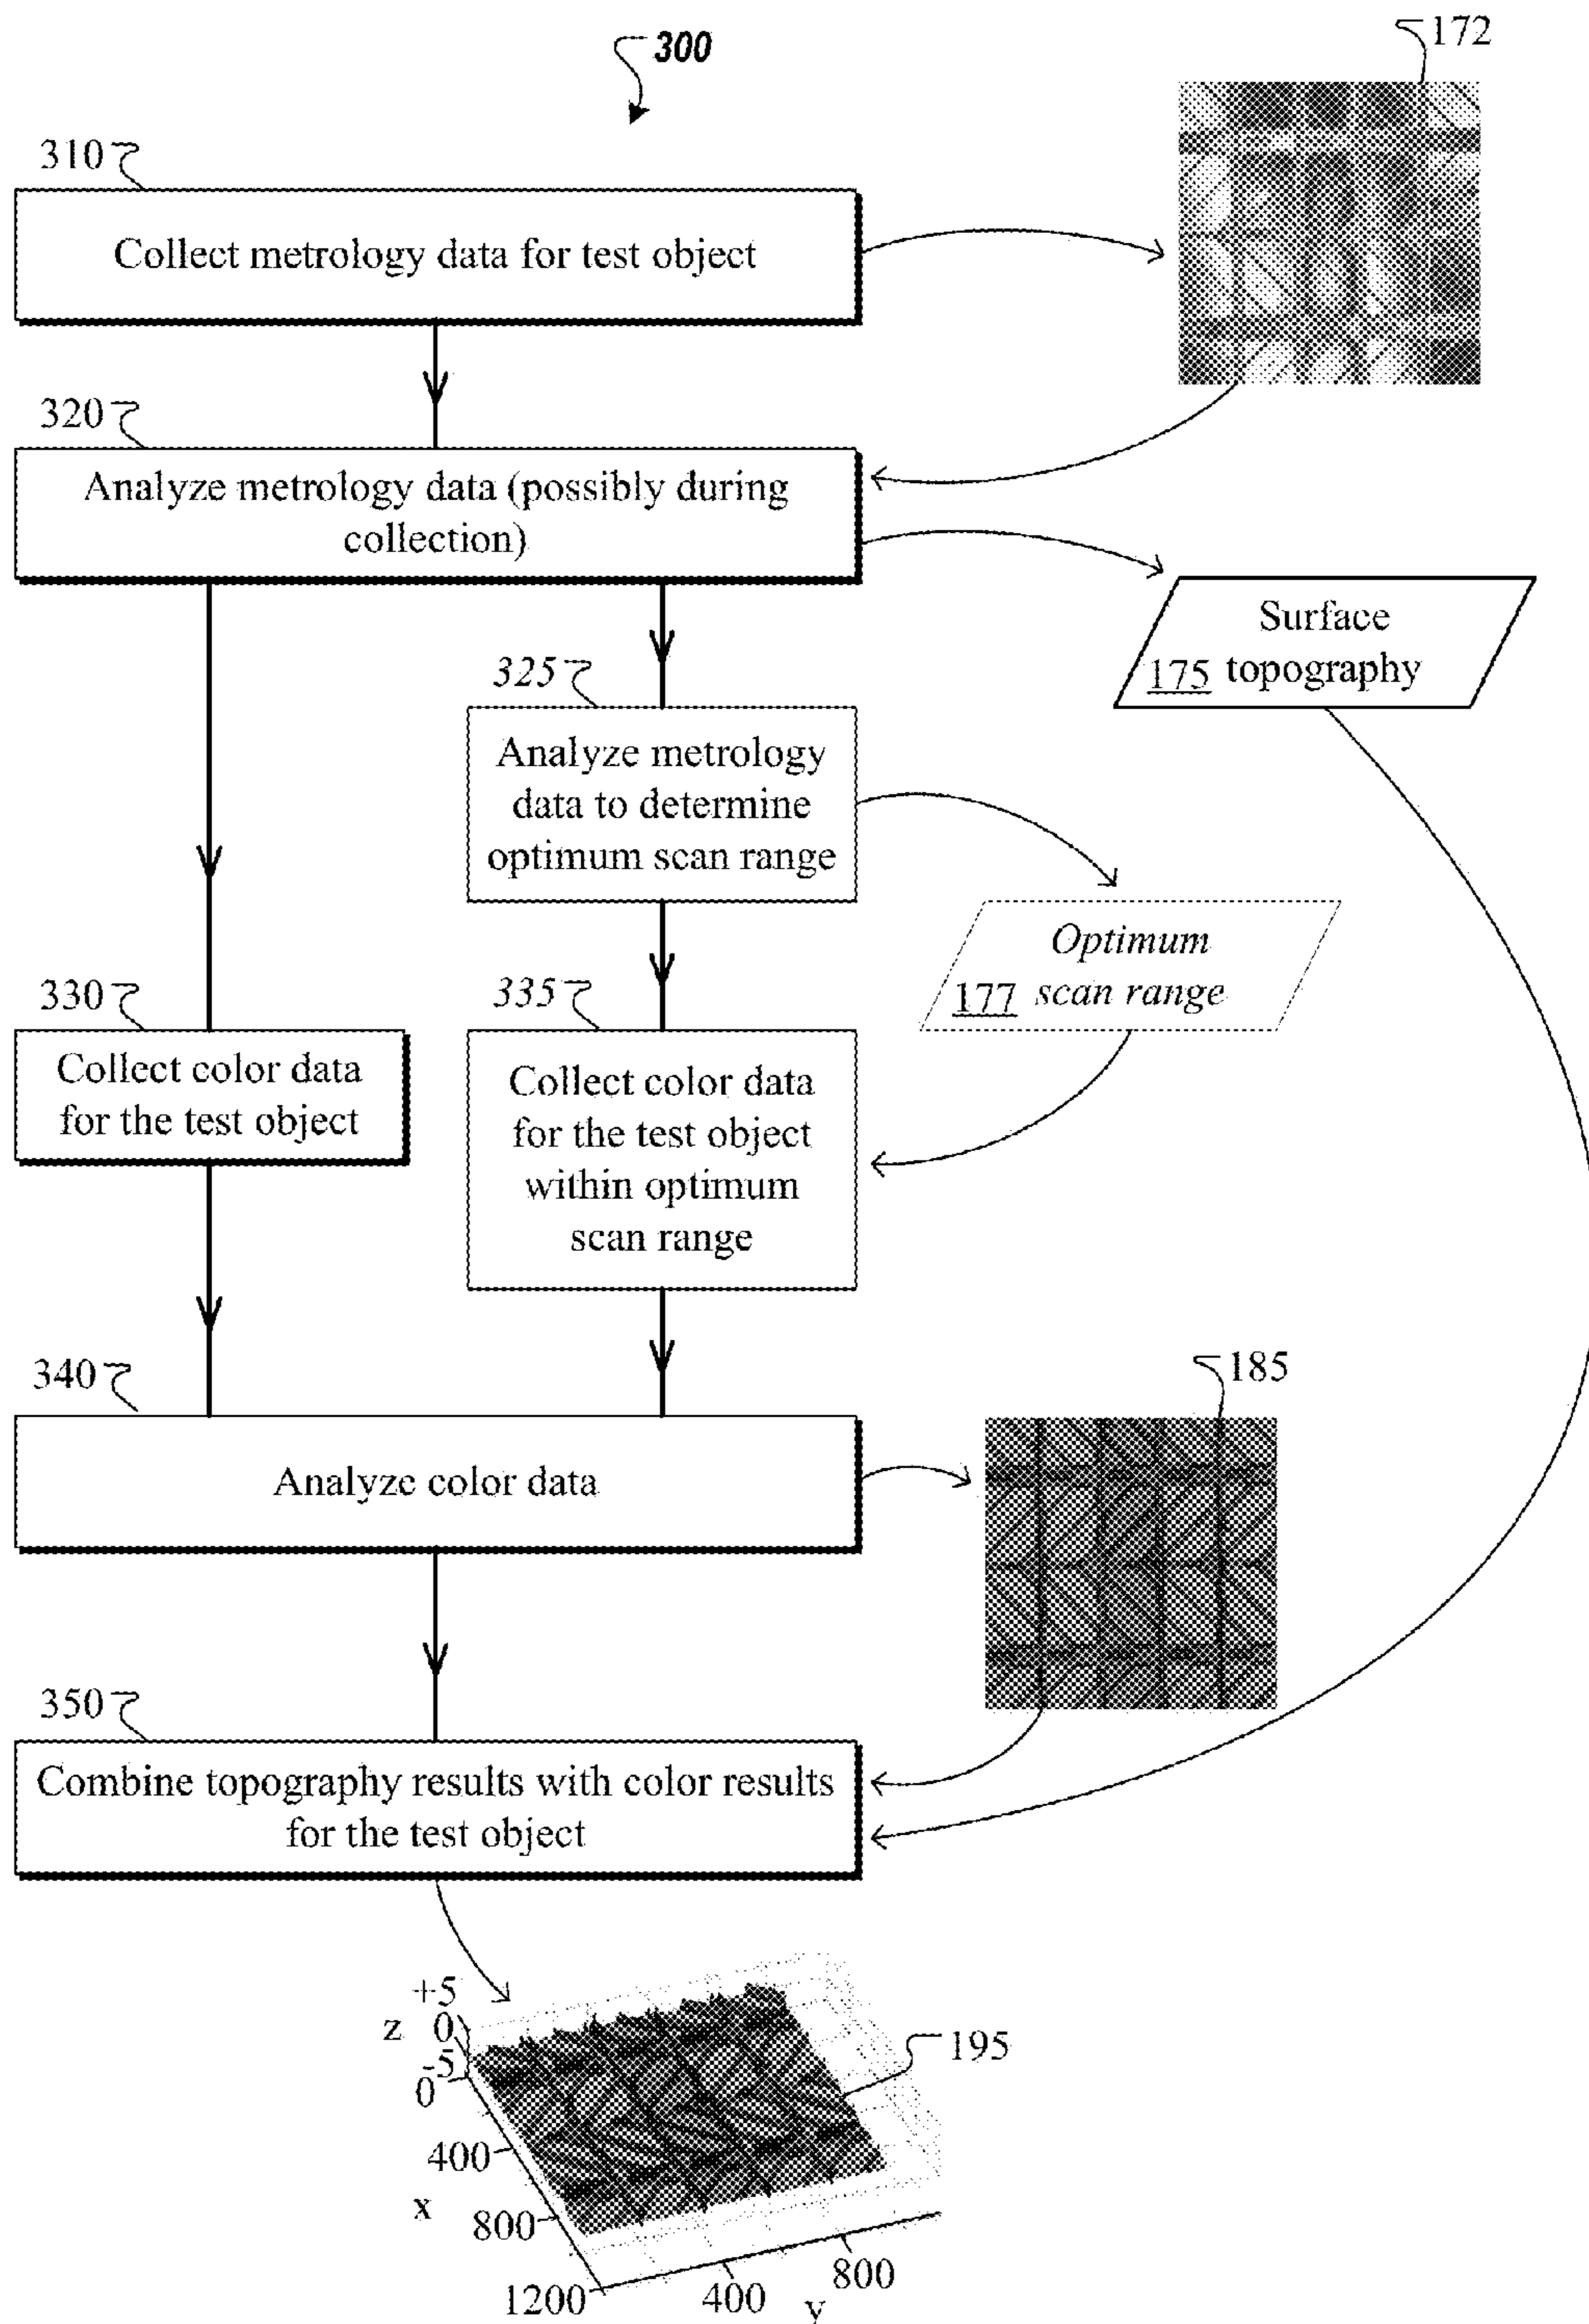 300
172
310
Collect metrology data for test object
320
Analyze metrology data (possibly during
collection)
Surface
175 topography
325
Analyze metrology
data to determine
optimum scan range
Optimum
177 scan range
330
Collect color data
for the test object
335
Collect color data
for the test object
within optimum
scan range
340
Analyze color data
185
350
Combine topography results with color results
for the test object
+5
z 0
-5
0
195
400
x
800
1200
400
800
y